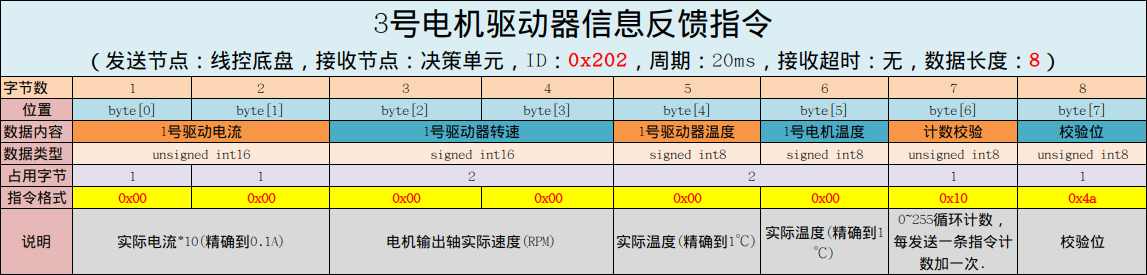 3号电机驱动器信息反馈指令
(发送节点:线控底盘,接收节点:决策单元,ID:0x202,周期:20ms,接收超时:无,数据长度:8)
字节数 1 2 3 4 5 6 7 8
位置 byte[0] byte[1] byte[2] byte[3] byte[4] byte[5] byte[6] byte[7]
数据内容 1号驱动电流 1号驱动器转速 1号驱动器温度 1号电机温度 计数校验 校验位
数据类型 unsigned int16 signed int16 signed int8 signed int8 unsigned int8 unsigned int8
占用字节 1 1 2 2 1 1
指令格式 0x00 0x00 0x00 0x00 0x00 0x00 0x10 0x4a
说明 实际电流*10(精确到0.1A) 电机输出轴实际速度(RPM) 实际温度(精确到1℃) 实际温度(精确到1
℃) 0~255循环计数,
每发送一条指令计
数加一次. 校验位